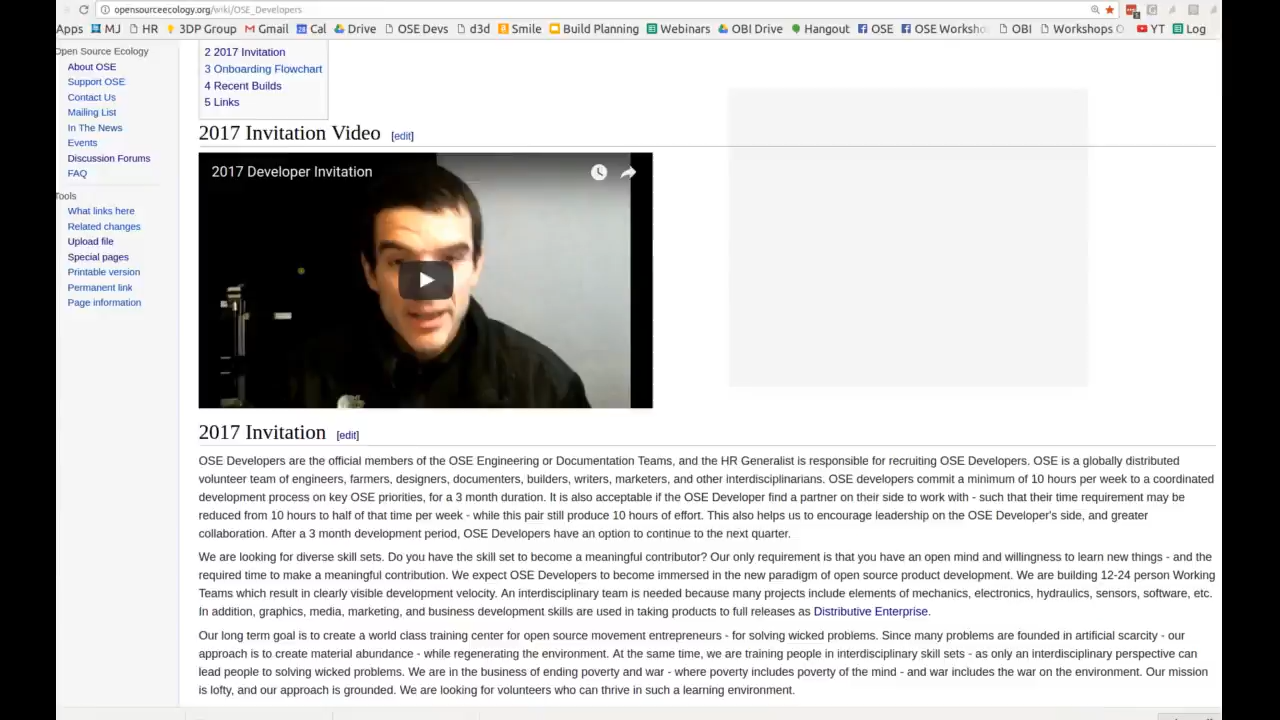 opensourceecology.org/wiki/OSE_Developers
Apps MJ HR 3DP Group Gmail Cal Drive OSE Devs d3d Smile Build Planning Webinars OBI Drive Hangout OSE OSE Worksho OBI Workshops O YT Log
Open Source Ecology
About OSE
Support OSE
Contact Us
Mailing List
In The News
Events
Discussion Forums
FAQ
Tools
What links here
Related changes
Upload file
Special pages
Printable version
Permanent link
Page information
2 2017 Invitation
3 Onboarding Flowchart
4 Recent Builds
5 Links
2017 Invitation Video [edit]
2017 Developer Invitation
2017 Invitation [edit]
OSE Developers are the official members of the OSE Engineering or Documentation Teams, and the HR Generalist is responsible for recruiting OSE Developers. OSE is a globally distributed
volunteer team of engineers, farmers, designers, documenters, builders, writers, marketers, and other interdisciplinarians. OSE developers commit a minimum of 10 hours per week to a coordinated
development process on key OSE priorities, for a 3 month duration. It is also acceptable if the OSE Developer find a partner on their side to work with - such that their time requirement may be
reduced from 10 hours to half of that time per week - while this pair still produce 10 hours of effort. This also helps us to encourage leadership on the OSE Developer's side, and greater
collaboration. After a 3 month development period, OSE Developers have an option to continue to the next quarter.
We are looking for diverse skill sets. Do you have the skill set to become a meaningful contributor? Our only requirement is that you have an open mind and willingness to learn new things - and the
required time to make a meaningful contribution. We expect OSE Developers to become immersed in the new paradigm of open source product development. We are building 12-24 person Working
Teams which result in clearly visible development velocity. An interdisciplinary team is needed because many projects include elements of mechanics, electronics, hydraulics, sensors, software, etc.
In addition, graphics, media, marketing, and business development skills are used in taking products to full releases as Distributive Enterprise.
Our long term goal is to create a world class training center for open source movement entrepreneurs - for solving wicked problems. Since many problems are founded in artificial scarcity - our
approach is to create material abundance - while regenerating the environment. At the same time, we are training people in interdisciplinary skill sets - as only an interdisciplinary perspective can
lead people to solving wicked problems. We are in the business of ending poverty and war - where poverty includes poverty of the mind - and war includes the war on the environment. Our mission
is lofty, and our approach is grounded. We are looking for volunteers who can thrive in such a learning environment.